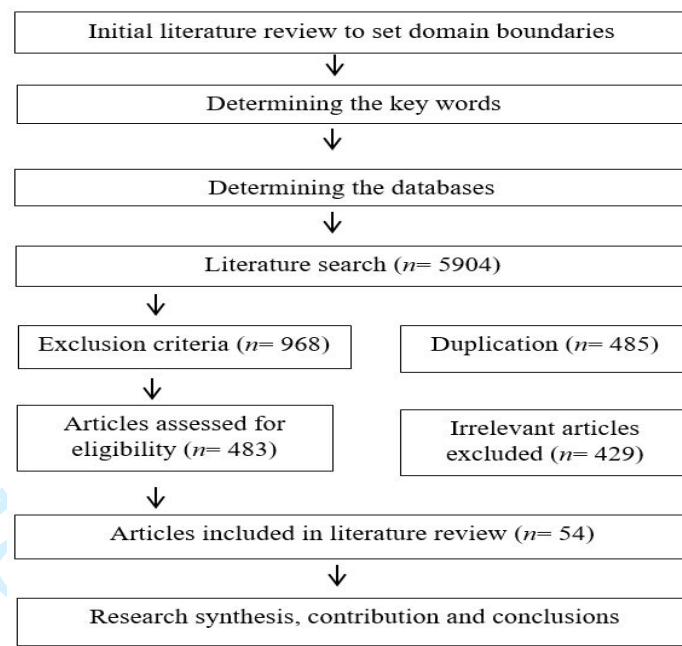 Initial literature review to set domain boundaries
Determining the key words
Determining the databases
Literature search (n= 5904)
Exclusion criteria (n= 968)
Duplication (n= 485)
Articles assessed for
eligibility (n= 483)
Irrelevant articles
excluded (n= 429)
Articles included in literature review (n= 54)
Research synthesis, contribution and conclusions